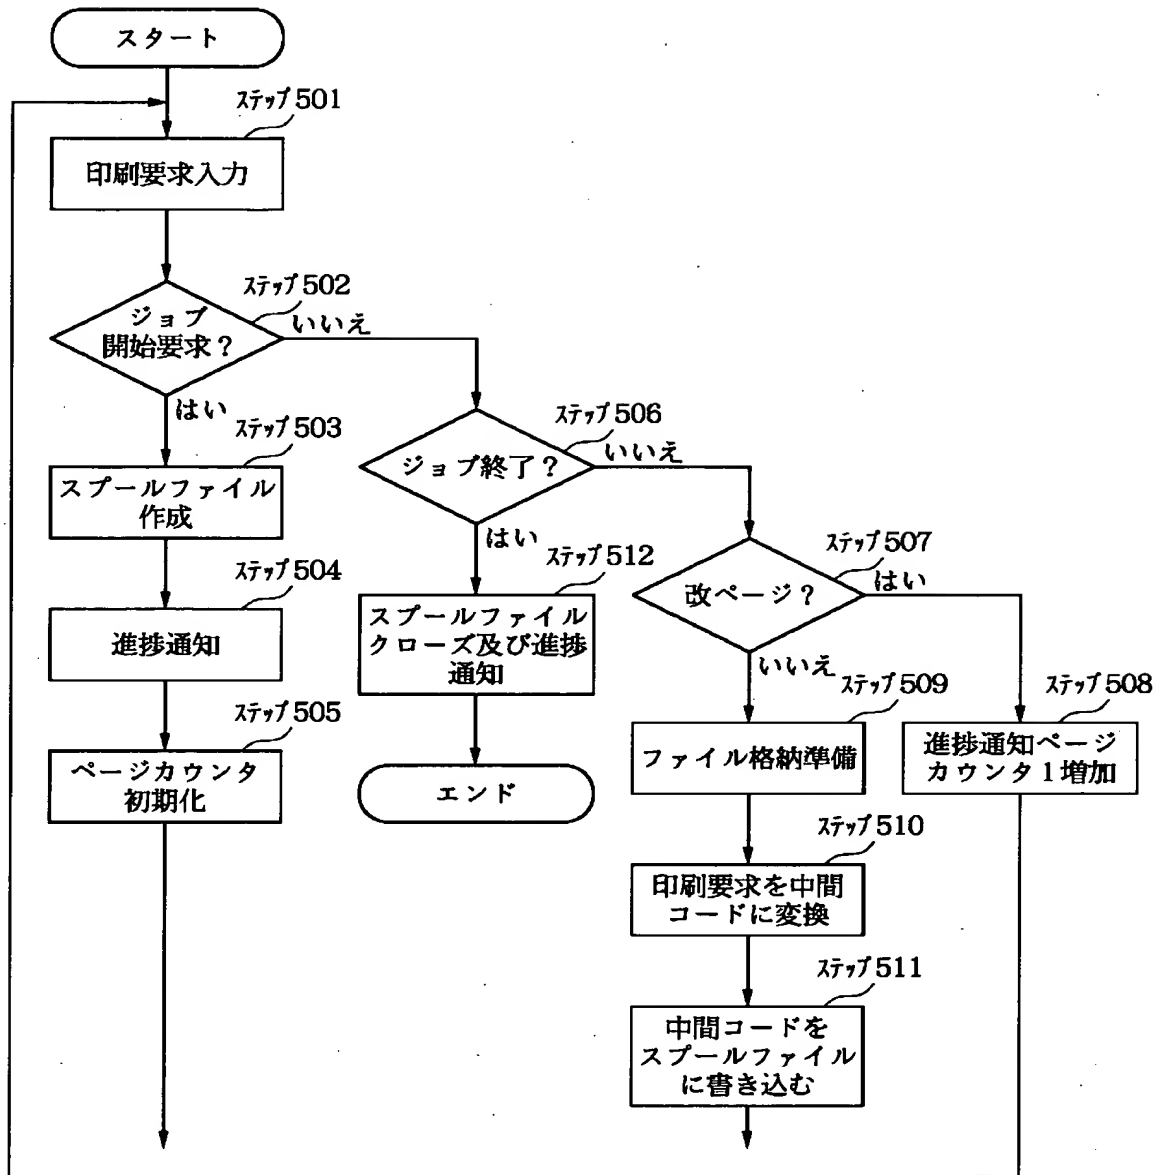 スタート
ステップ501
印刷要求入力
ステップ502
ジョブ
開始要求?
いいえ
はい
ステップ503
スプールファイル
作成
ステップ504
進捗通知
ステップ505
ページカウンタ
初期化
ステップ506
ジョブ終了?
いいえ
はい
ステップ512
スプールファイル
クローズ及び進捗
通知
エンド
ステップ507
改ページ?
はい
いいえ
ステップ509
ファイル格納準備
ステップ508
進捗通知ページ
カウンタ1増加
ステップ510
印刷要求を中間
コードに変換
ステップ511
中間コードを
スプールファイル
に書き込む